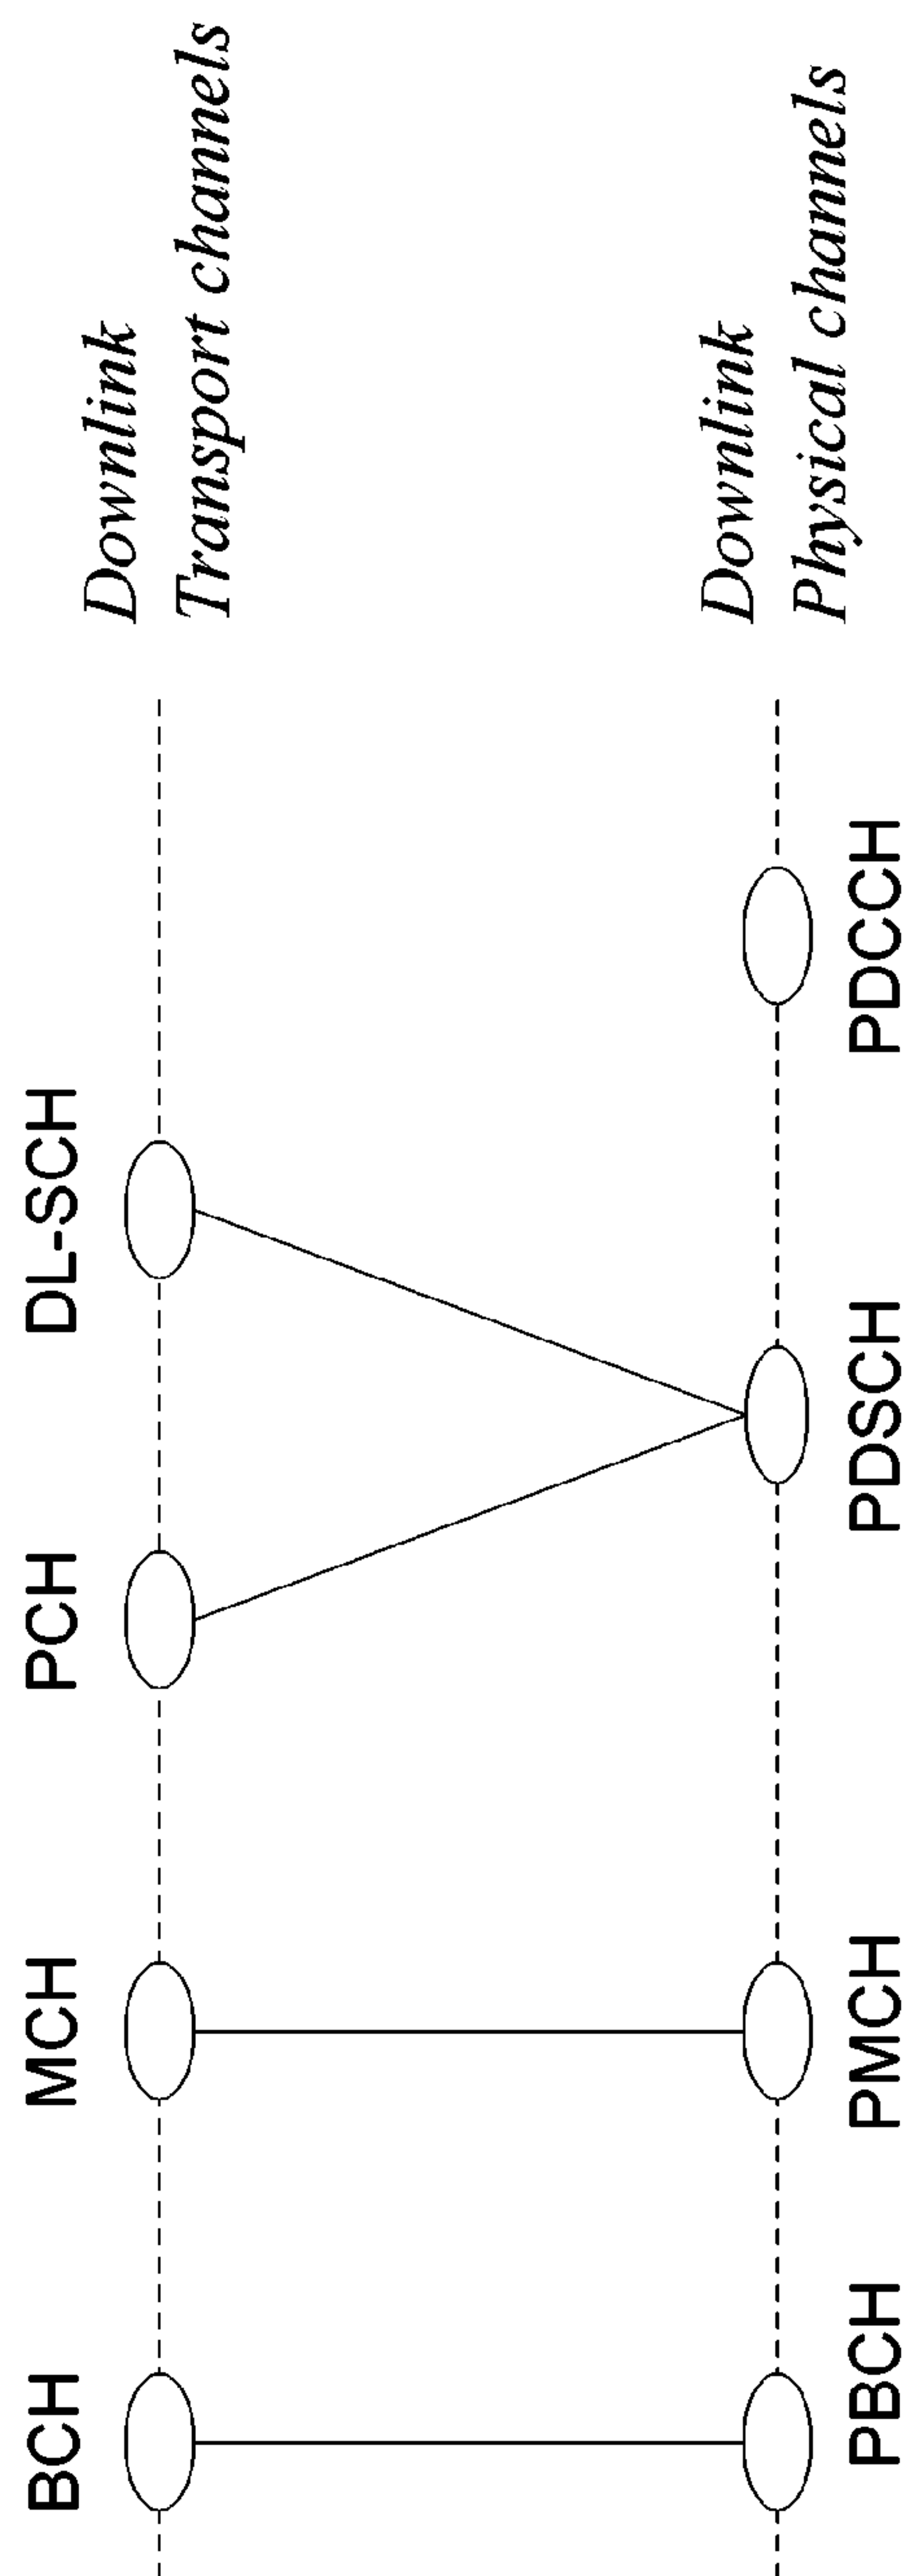 BCH
MCH
PCH
DL-SCH
Downlink
Transport channels
PBCH
PMCH
PDSCH
PDCCH
Downlink
Physical channels